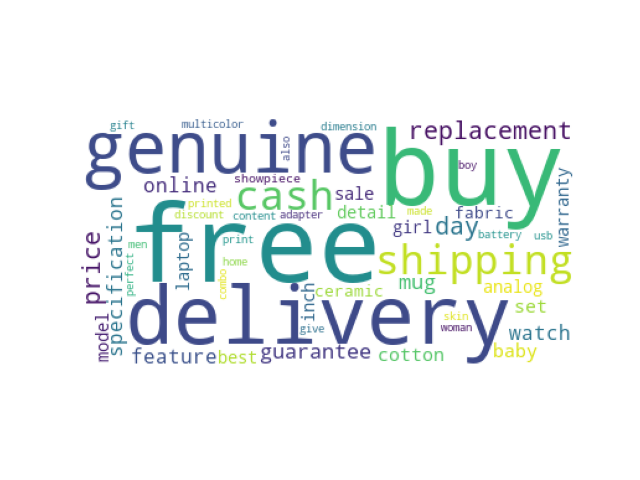 gift
multicolor
dimension
genuine
also
buy
replacement
boy
online
showpiece
cash
sale
printed
discount
content
adapter
detail
made
fabric
girl
day
battery
usb
warranty
price
specification
men
perfect
laptop
print
home
combo
free
shipping
mug
analog
ceramic
inch
set
model
delivery
give
skin
woman
watch
feature
best
guarantee
cotton
baby